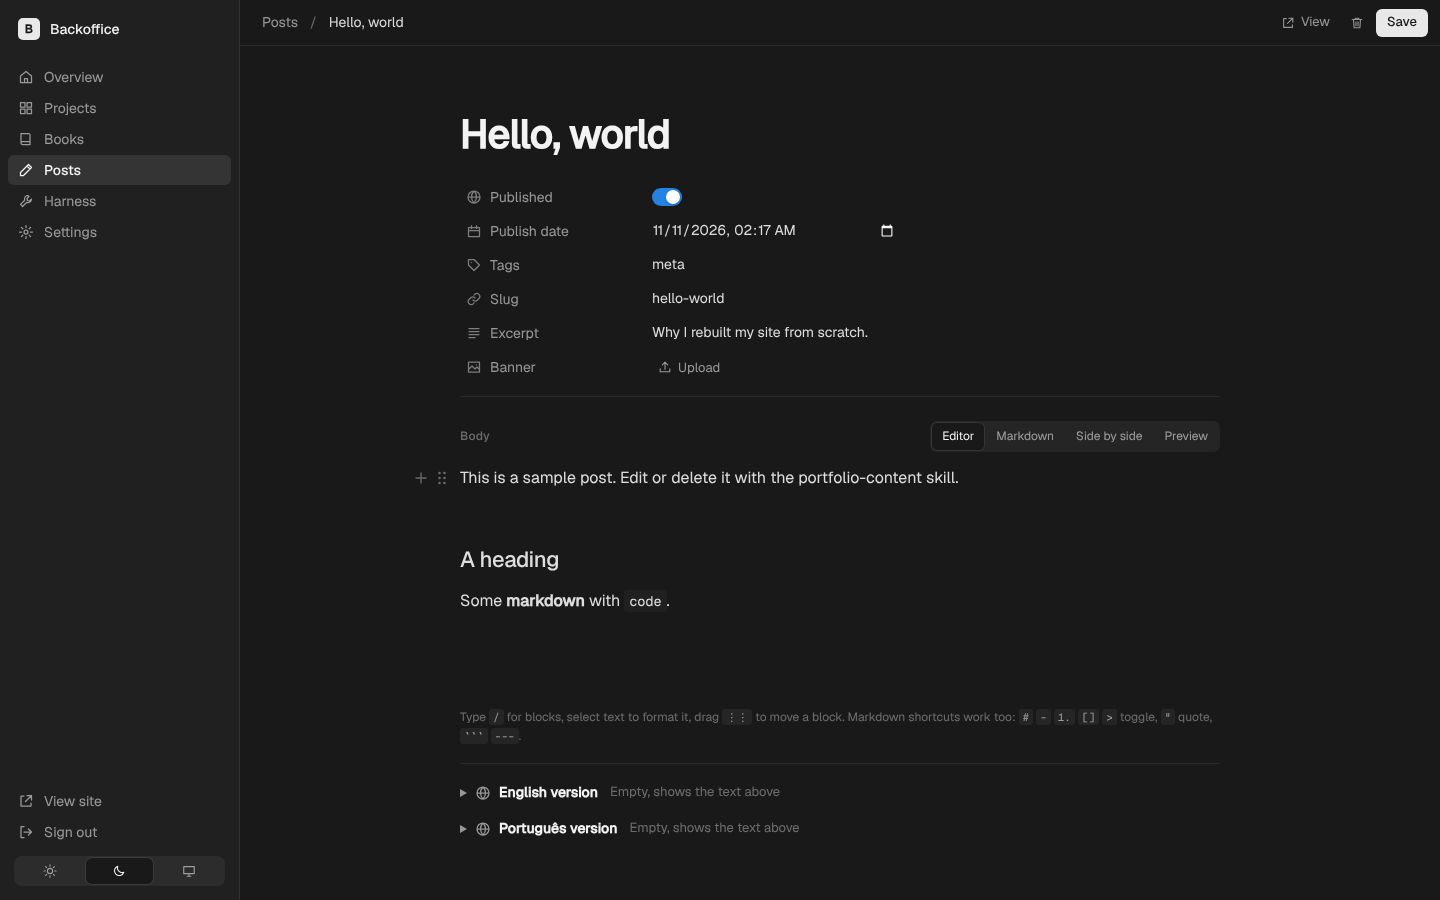 B Backoffice
Posts / Hello, world
View
Save
Overview
Projects
Books
Posts
Harness
Settings
Hello, world
Published
Publish date 11/11/2026, 02:17 AM
Tags meta
Slug hello-world
Excerpt Why I rebuilt my site from scratch.
Banner Upload
Body
Editor Markdown Side by side Preview
This is a sample post. Edit or delete it with the portfolio-content skill.
A heading
Some markdown with code.
Type / for blocks, select text to format it, drag ⋮⋮ to move a block. Markdown shortcuts work too: # - 1. [] > toggle, " quote,
``` ---.
English version Empty, shows the text above
Português version Empty, shows the text above
View site
Sign out